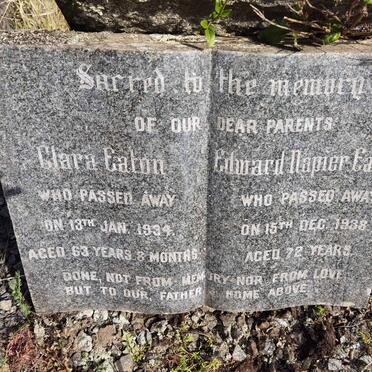 Sacred to the memory
OF OUR DEAR PARENTS
Clara Eaton
WHO PASSED AWAY
ON 13TH JAN. 1934.
AGED 63 YEARS 8 MONTHS
Edward Napier Ea
WHO PASSED AWAY
ON 15TH DEC. 1938
AGED 72 YEARS.
GONE, NOT FROM MEMORY NOR FROM LOVE
BUT TO OUR FATHER'S HOME ABOVE.